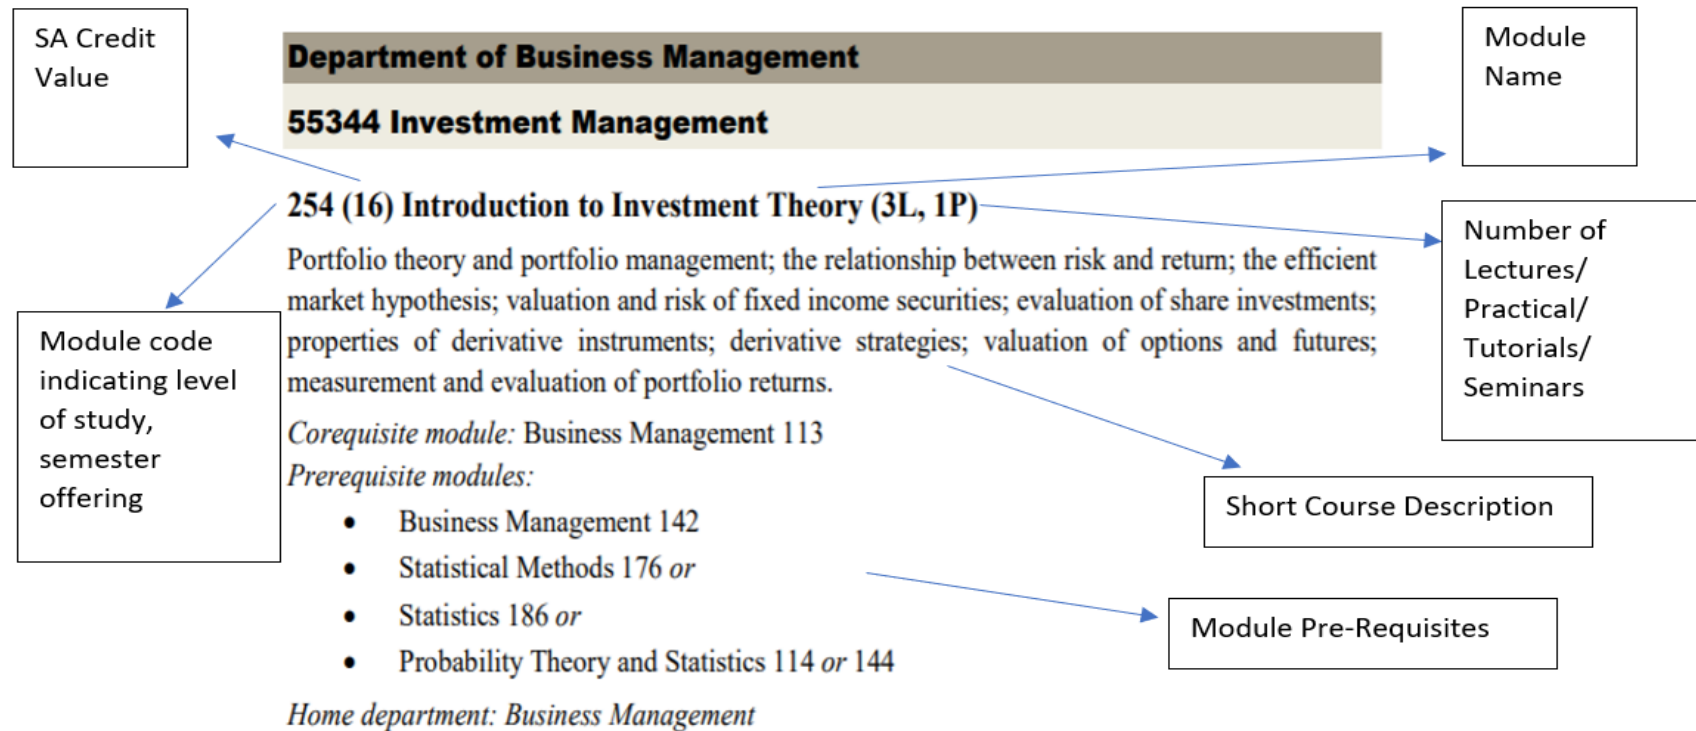 SA Credit
Value
Department of Business Management
55344 Investment Management
Module
Name
254 (16) Introduction to Investment Theory (3L, 1P)
Portfolio theory and portfolio management; the relationship between risk and return; the efficient
market hypothesis; valuation and risk of fixed income securities; evaluation of share investments;
properties of derivative instruments; derivative strategies; valuation of options and futures;
measurement and evaluation of portfolio returns.
Number of
Lectures/
Practical/
Tutorials/
Seminars
Module code
indicating level
of study,
semester
offering
Corequisite module: Business Management 113
Prerequisite modules:
• Business Management 142
• Statistical Methods 176 or
• Statistics 186 or
• Probability Theory and Statistics 114 or 144
Short Course Description
Module Pre-Requisites
Home department: Business Management